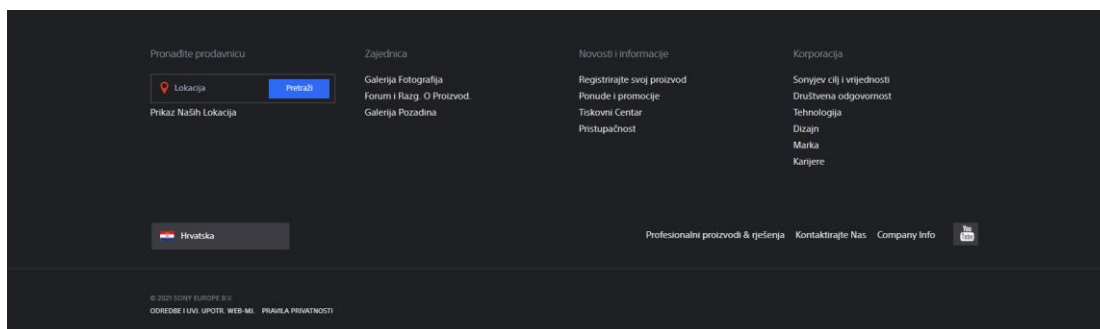 Pronađite prodavnicu
Lokacija
Pretraži
Prikaz Naših Lokacija
Zajednica
Galerija Fotografija
Forum i Razg. O Proizvod.
Galerija Pozadina
Novosti i informacije
Registrirajte svoj proizvod
Ponude i promocije
Tiskovni Centar
Pristupačnost
Korporacija
Sonyjev cilj i vrijednosti
Društvena odgovornost
Tehnologija
Dizajn
Marka
Karijere
Hrvatska
Profesionalni proizvodi & rješenja Kontaktirajte Nas Company Info
You Tube
© 2021 SONY EUROPE B.V.
ODREDBE I UVJ. UPOTR. WEB-MJ. PRAVILA PRIVATNOSTI